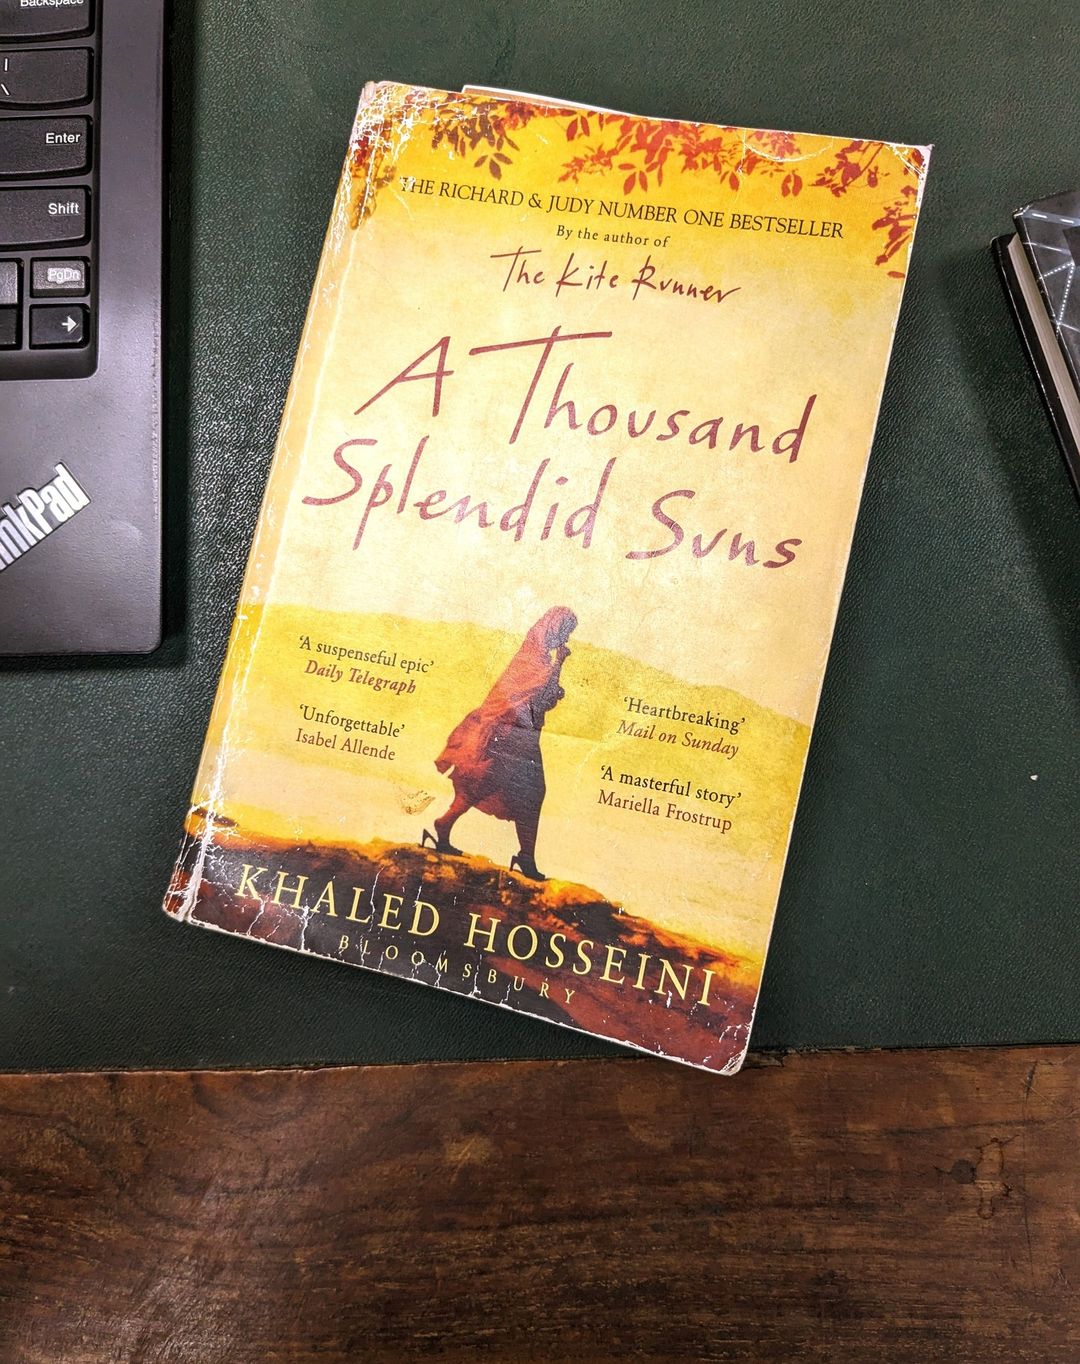 Backspace
|
\
Enter
Shift
PgDn
→
ThinkPad
THE RICHARD & JUDY NUMBER ONE BESTSELLER
By the author of
The Kite Runner
A Thousand
Splendid Suns
‘A suspenseful epic’
Daily Telegraph
‘Unforgettable’
Isabel Allende
‘Heartbreaking’
Mail on Sunday
‘A masterful story’
Mariella Frostrup
KHALED HOSSEINI
BLOOMSBURY